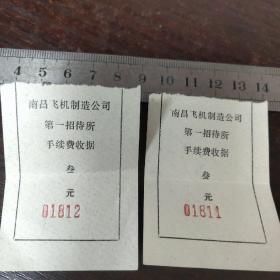 4 5 6 7 8 9 10 11 12 13 14
南昌飞机制造公司
第一招待所
手续费收据
叁
元
01812
南昌飞机制造公司
第一招待所
手续费收据
叁
元
01811